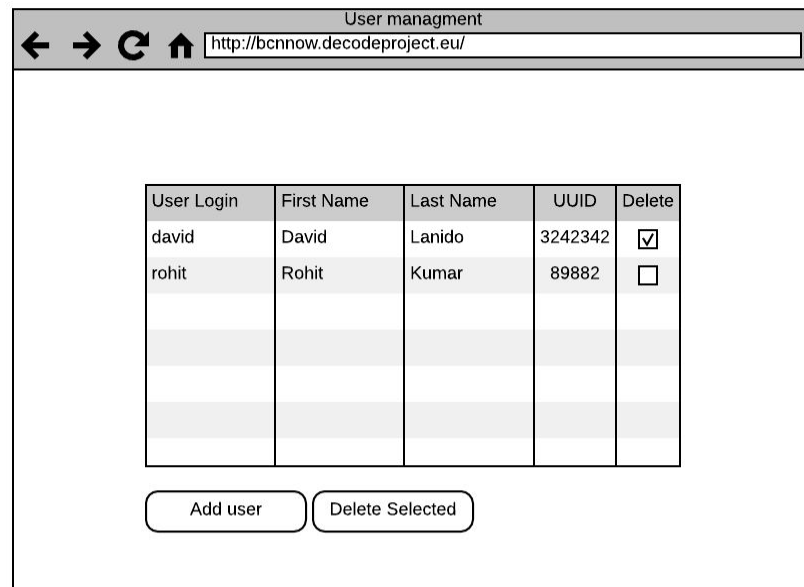 User managment
http://bcnnow.decodeproject.eu/
User Login First Name Last Name UUID Delete
david David Lanido 3242342
rohit Rohit Kumar 89882
Add user Delete Selected